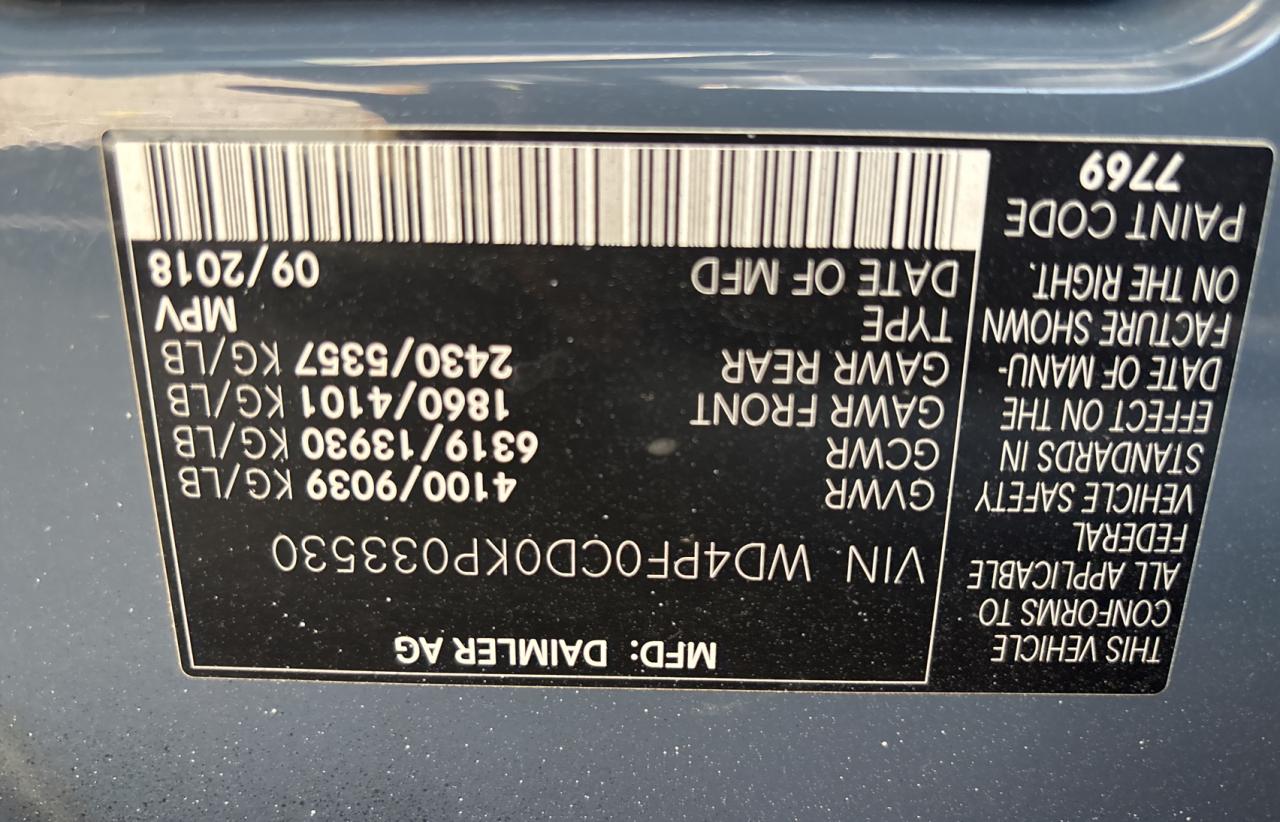 MFD: DAIMLER AG
VIN WD4PF0CD0KP033530
GVWR 4100/9039 KG/LB
GCWR 6319/13930 KG/LB
GAWR FRONT 1860/4101 KG/LB
GAWR REAR 2430/5357 KG/LB
TYPE MPV
DATE OF MFD 09/2018
THIS VEHICLE
CONFORMS TO
ALL APPLICABLE
FEDERAL
VEHICLE SAFETY
STANDARDS IN
EFFECT ON THE
DATE OF MANU-
FACTURE SHOWN
ON THE RIGHT.
PAINT CODE
7769